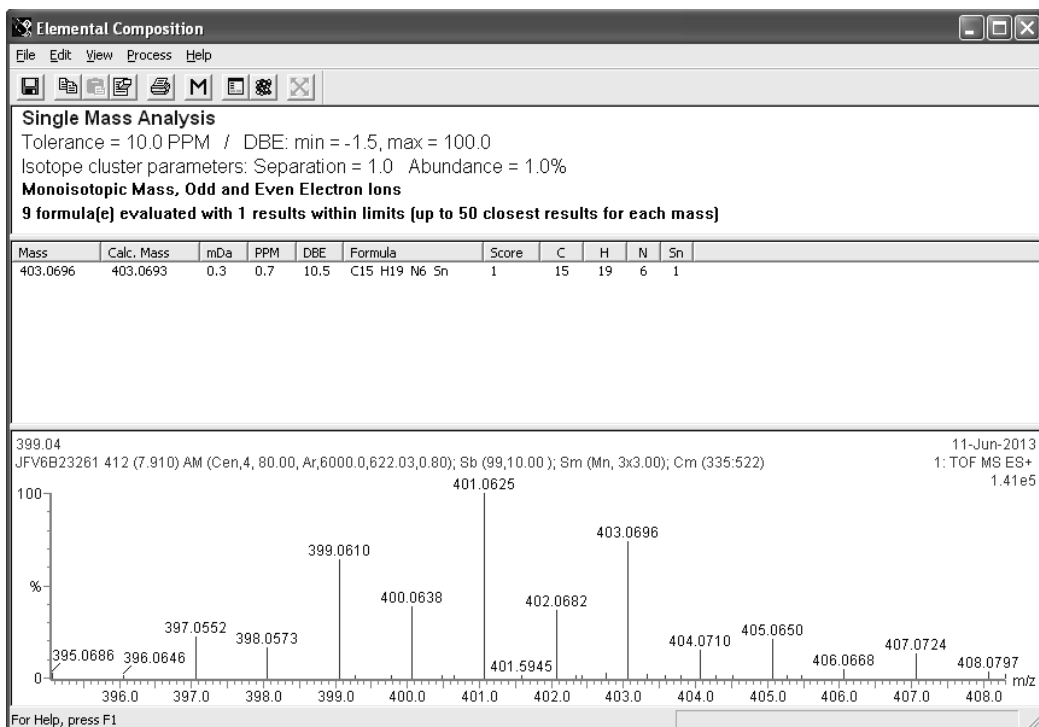 Elemental Composition
File Edit View Process Help
M
Single Mass Analysis
Tolerance = 10.0 PPM / DBE: min = -1.5, max = 100.0
Isotope cluster parameters: Separation = 1.0 Abundance = 1.0%
Monoisotopic Mass, Odd and Even Electron Ions
9 formula(e) evaluated with 1 results within limits (up to 50 closest results for each mass)
Mass Calc. Mass mDa PPM DBE Formula Score C H N Sn
403.0696 403.0693 0.3 0.7 10.5 C15 H19 N6 Sn 1 15 19 6 1
399.04 11-Jun-2013
JFV6B23261 412 (7.910) AM (Cen,4, 80.00, Ar,6000.0,622.03,0.80); Sb (99,10.00 ); Sm (Mn, 3x3.00); Cm (335:522) 1: TOF MS ES+
1.41e5
401.0625
100
403.0696
399.0610
%
400.0638
402.0682
397.0552
398.0573
405.0650
404.0710
407.0724
395.0686 396.0646
401.5945
406.0668
408.0797
0
m/z
396.0 397.0 398.0 399.0 400.0 401.0 402.0 403.0 404.0 405.0 406.0 407.0 408.0
For Help, press F1